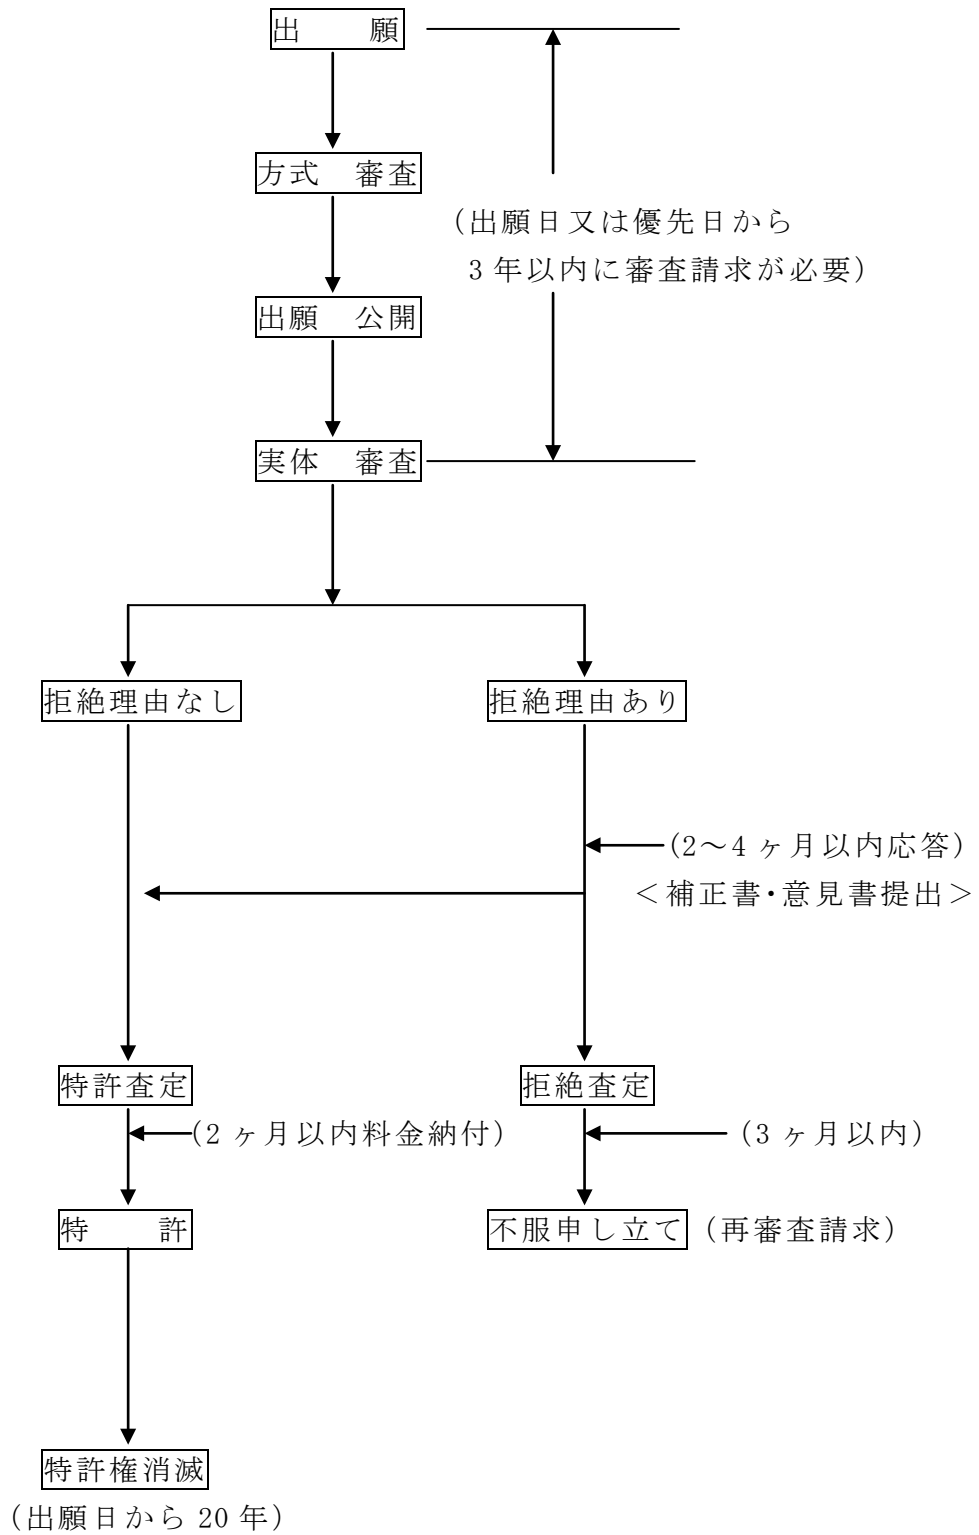 出　　願
方式　審査
（出願日又は優先日から
3年以内に審査請求が必要）
出願　公開
実体　審査
拒絶理由なし
拒絶理由あり
（2～4ヶ月以内応答）
＜補正書・意見書提出＞
特許査定
拒絶査定
（2ヶ月以内料金納付）
（3ヶ月以内）
特　　許
不服申し立て（再審査請求）
特許権消滅
（出願日から20年）